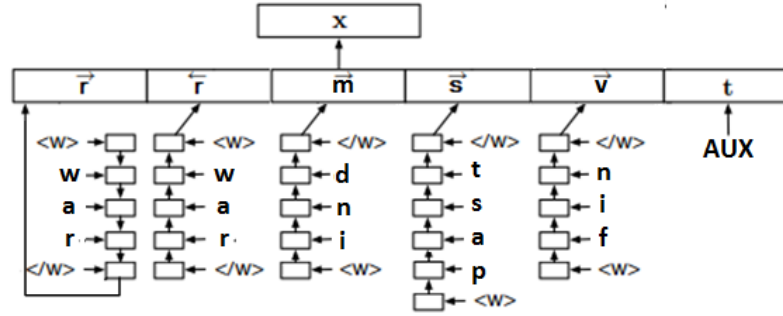 x
→r ←r →m →s →v t
<w> <w> </w> </w> </w> AUX
w w d t n
a a n s i
r r i a f
</w> </w> <w> p <w>
<w>